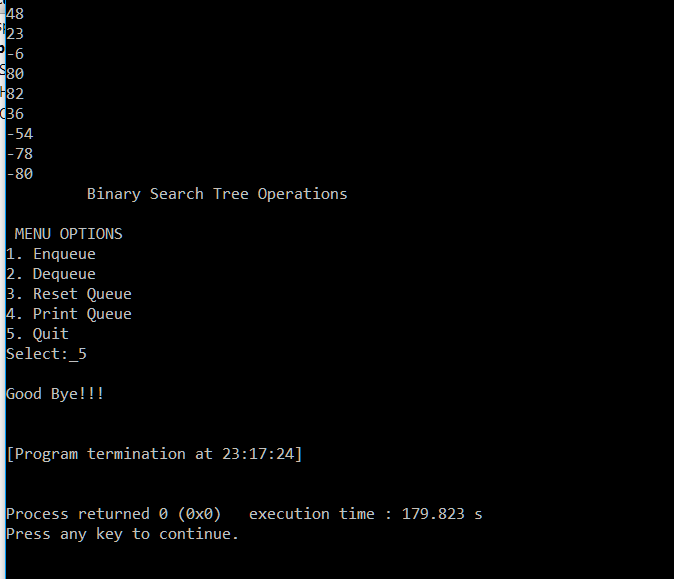 48
23
-6
80
82
36
-54
-78
-80
Binary Search Tree Operations
MENU OPTIONS
1. Enqueue
2. Dequeue
3. Reset Queue
4. Print Queue
5. Quit
Select:_5
Good Bye!!!
[Program termination at 23:17:24]
Process returned 0 (0x0)   execution time : 179.823 s
Press any key to continue.